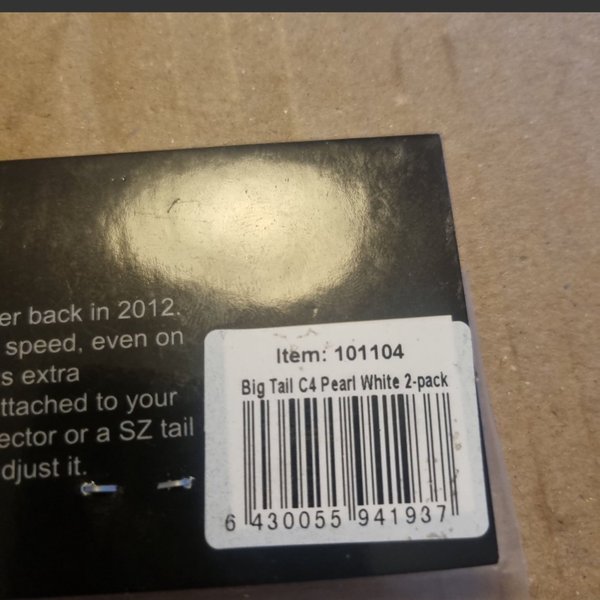 er back in 2012.
speed, even on
s extra
ttached to your
ector or a SZ tail
djust it.
Item: 101104
Big Tail C4 Pearl White 2-pack
6 430055 941937